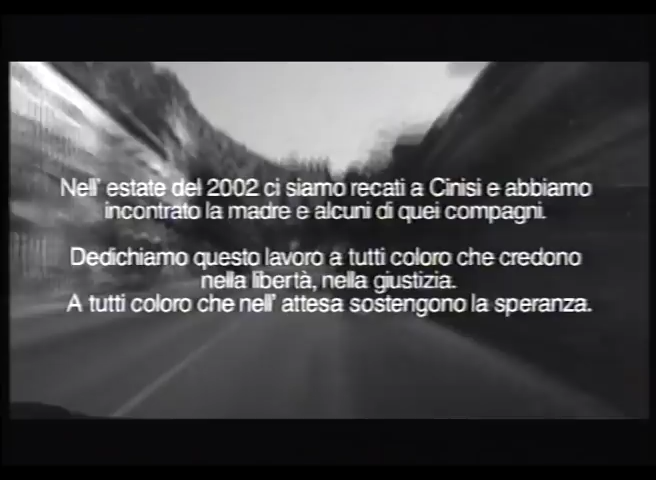 Nell' estate del 2002 ci siamo recati a Cinisi e abbiamo
incontrato la madre e alcuni di quei compagni.
Dedichiamo questo lavoro a tutti coloro che credono
nella libertà, nella giustizia.
A tutti coloro che nell' attesa sostengono la speranza.